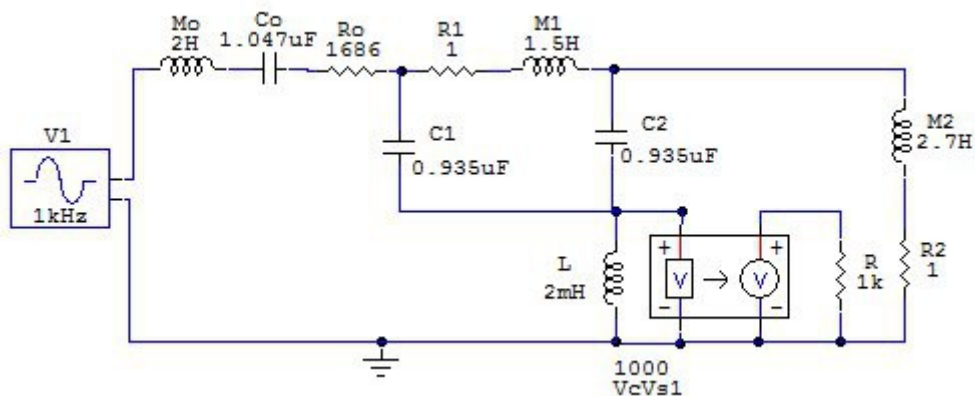 Mo
2H
Co
1.047uF
Ro
1686
R1
1
M1
1.5H
V1
1kHz
C1
0.935uF
C2
0.935uF
M2
2.7H
L
2mH
+
V
-
+
V
-
R
1k
R2
1
1000
VcVs1